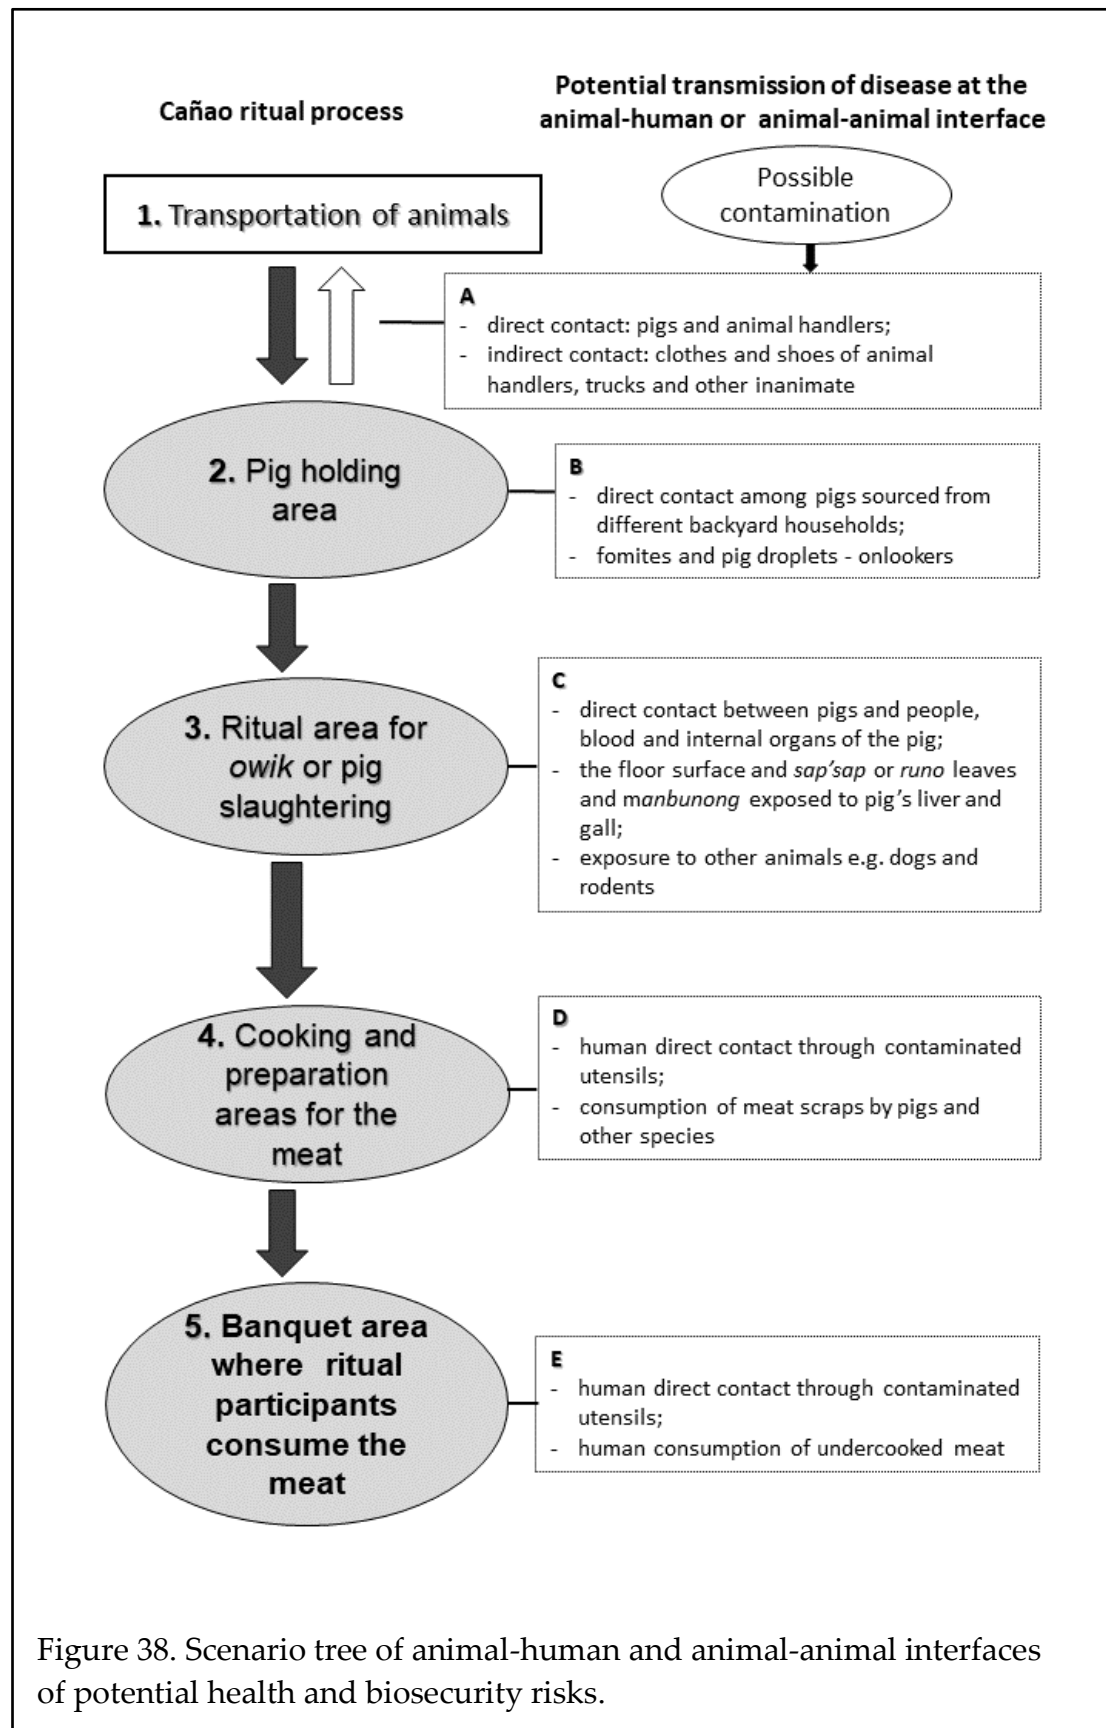 Cañao ritual process
Potential transmission of disease at the
animal-human or animal-animal interface
1. Transportation of animals
Possible
contamination
A
- direct contact: pigs and animal handlers;
- indirect contact: clothes and shoes of animal
handlers, trucks and other inanimate
2. Pig holding
area
B
- direct contact among pigs sourced from
different backyard households;
- fomites and pig droplets - onlookers
3. Ritual area for
owik or pig
slaughtering
C
- direct contact between pigs and people,
blood and internal organs of the pig;
- the floor surface and sap’sap or runo leaves
and manbunong exposed to pig’s liver and
gall;
- exposure to other animals e.g. dogs and
rodents
4. Cooking and
preparation
areas for the
meat
D
- human direct contact through contaminated
utensils;
- consumption of meat scraps by pigs and
other species
5. Banquet area
where ritual
participants
consume the
meat
E
- human direct contact through contaminated
utensils;
- human consumption of undercooked meat
Figure 38. Scenario tree of animal-human and animal-animal interfaces
of potential health and biosecurity risks.